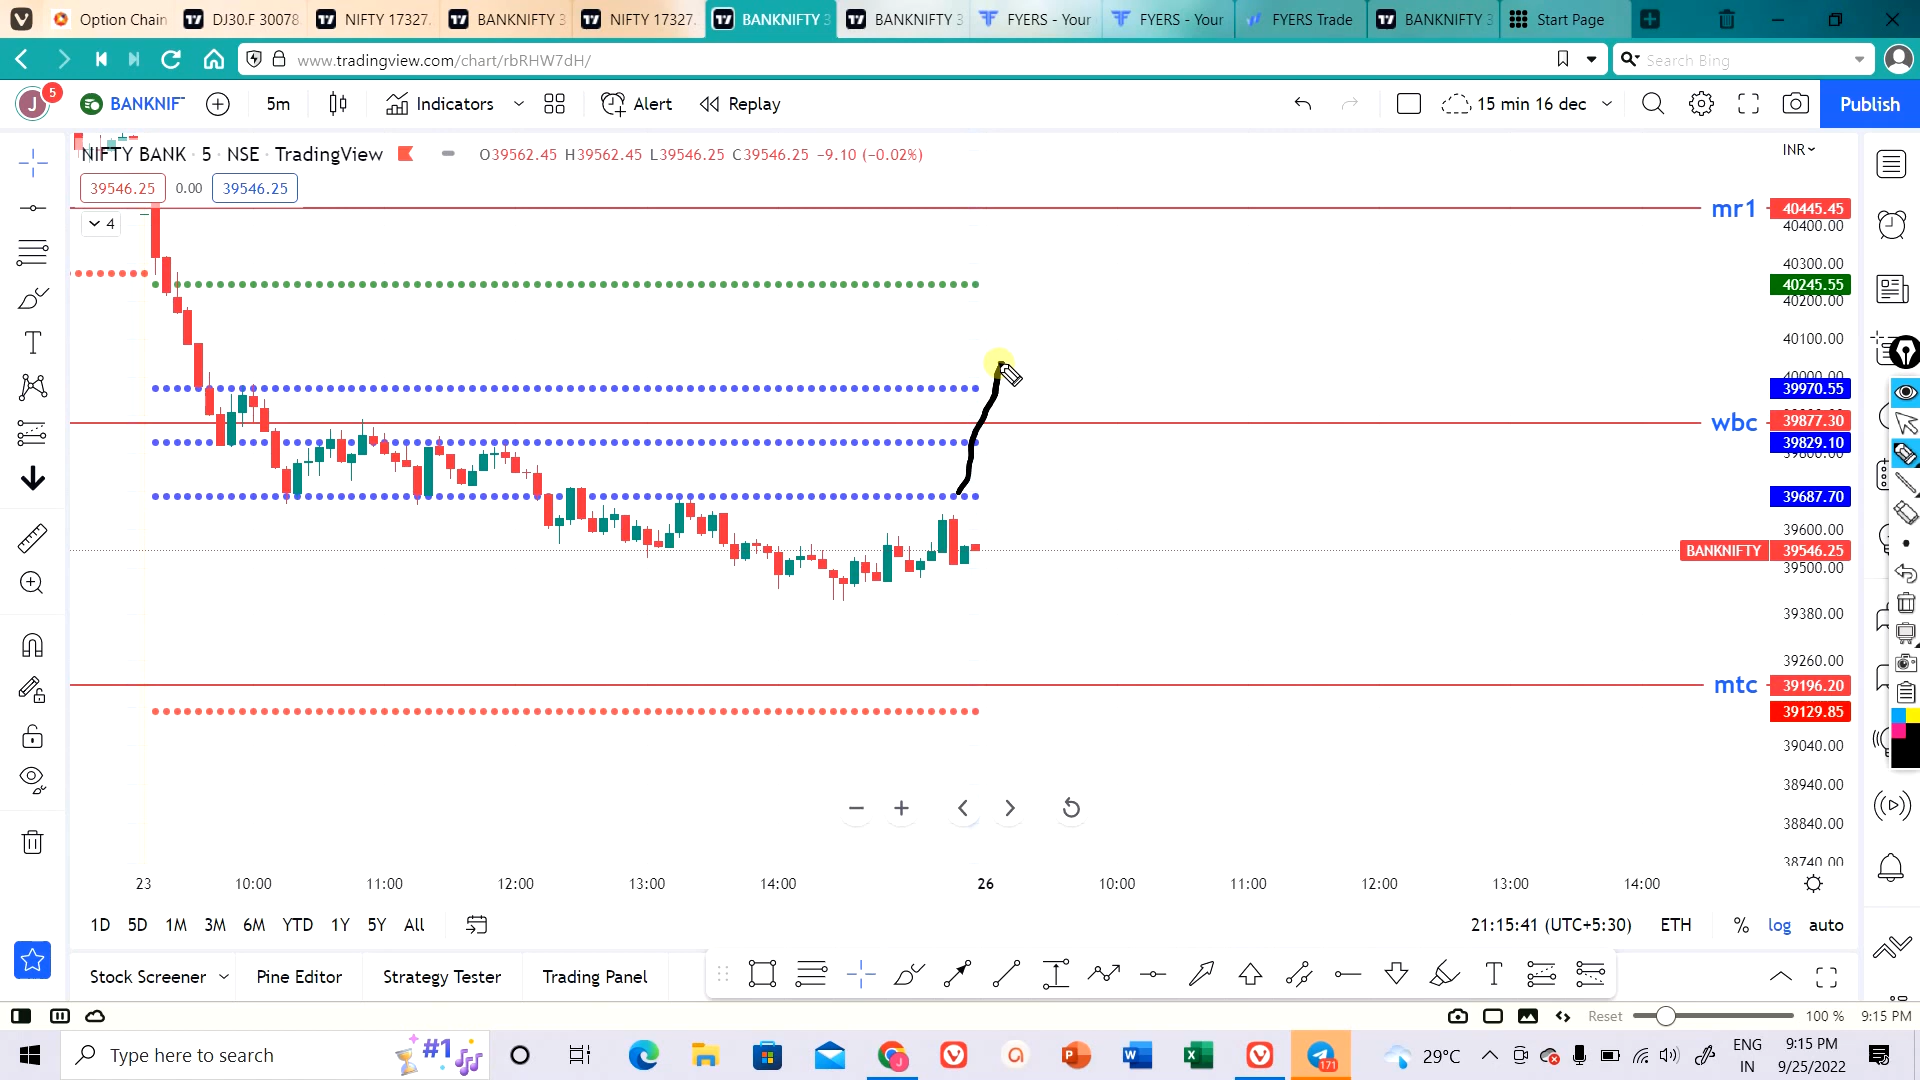 Option Chain
DJ30.F 30078
NIFTY 17327.
BANKNIFTY 3
NIFTY 17327.
BANKNIFTY 3
BANKNIFTY 3
FYERS - Your
FYERS - Your
FYERS Trade
BANKNIFTY 3
Start Page
www.tradingview.com/chart/rbRHW7dH/
Search Bing
J
5
BANKNIF
5m
Indicators
Alert
Replay
15 min 16 dec
Publish
NIFTY BANK · 5 · NSE · TradingView
O39562.45 H39562.45 L39546.25 C39546.25 −9.10 (−0.02%)
INR
39546.25
0.00
39546.25
4
mr1
40445.45
40400.00
40300.00
40245.55
40200.00
40100.00
40000.00
39970.55
wbc
39877.30
39829.10
39800.00
39687.70
39600.00
BANKNIFTY
39546.25
39500.00
39380.00
39260.00
mtc
39196.20
39129.85
39040.00
38940.00
38840.00
38740.00
23
10:00
11:00
12:00
13:00
14:00
26
10:00
11:00
12:00
13:00
14:00
1D
5D
1M
3M
6M
YTD
1Y
5Y
All
21:15:41 (UTC+5:30)
ETH
%
log
auto
Stock Screener
Pine Editor
Strategy Tester
Trading Panel
Reset
100 %
9:15 PM
Type here to search
#1
171
29°C
ENG
IN
9:15 PM
9/25/2022